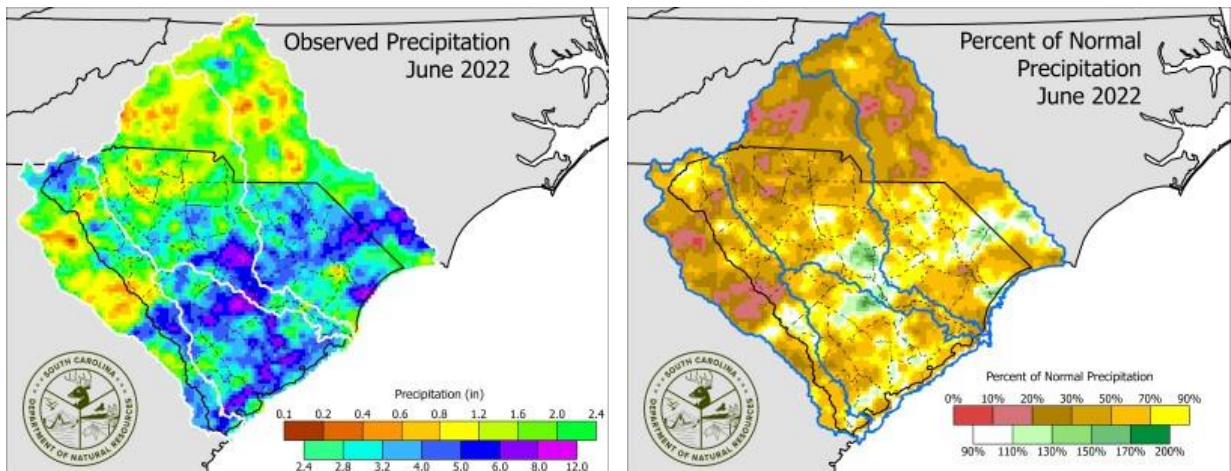 Observed Precipitation
June 2022
SOUTH CAROLINA
DEPARTMENT OF NATURAL RESOURCES
Precipitation (in)
0.1 0.2 0.4 0.6 0.8 1.2 1.6 2.0 2.4
2.4 2.8 3.2 4.0 5.0 6.0 8.0 12.0
Percent of Normal
Precipitation
June 2022
SOUTH CAROLINA
DEPARTMENT OF NATURAL RESOURCES
Percent of Normal Precipitation
0% 10% 20% 30% 50% 70% 90%
90% 110% 130% 150% 170% 200%